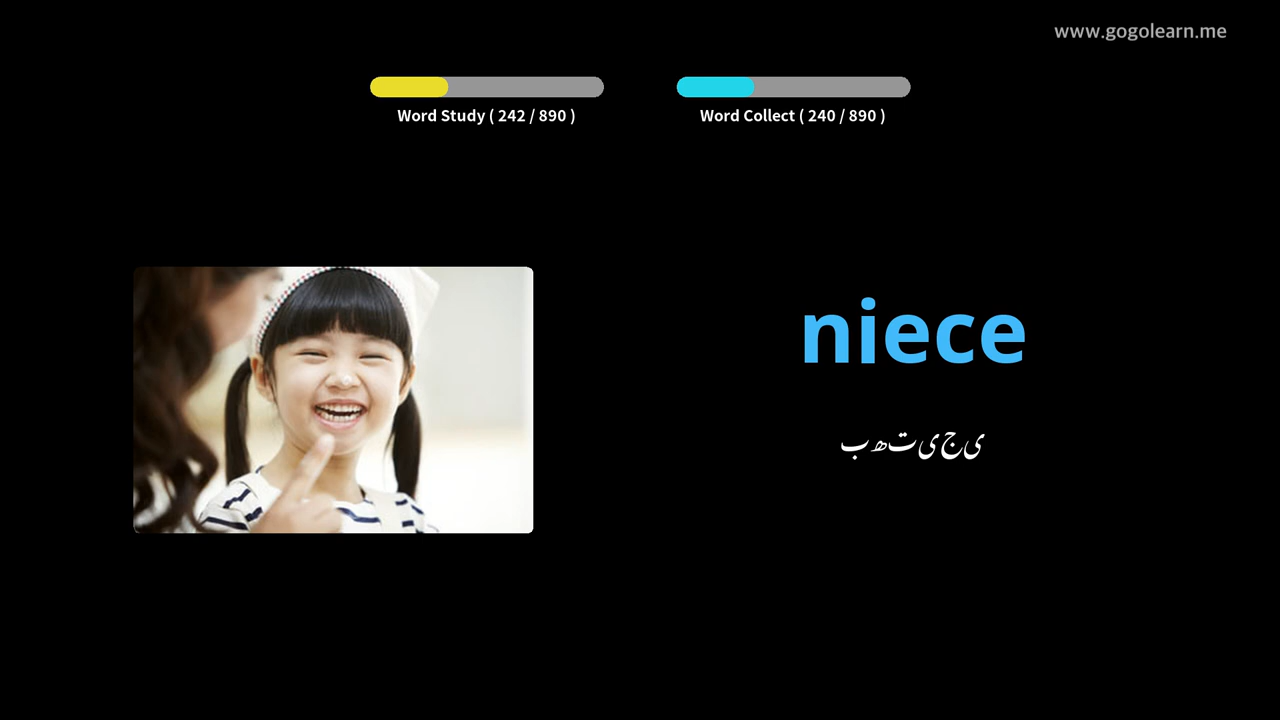 www.gogolearn.me
Word Study ( 242 / 890 )
Word Collect ( 240 / 890 )
niece
بھتیجی